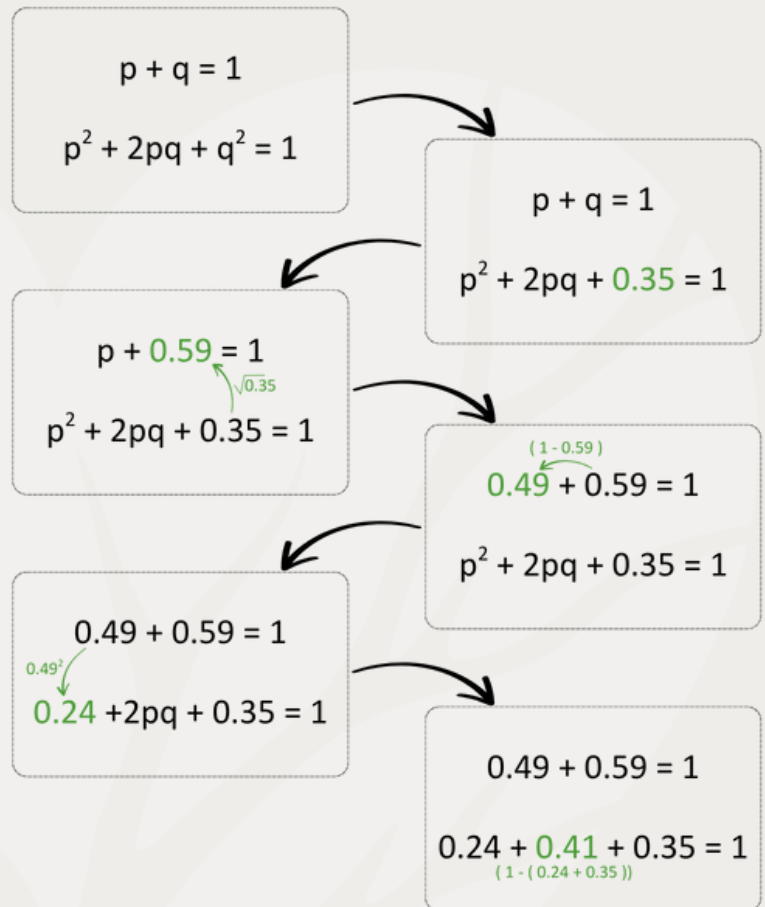 p + q = 1
p² + 2pq + q² = 1
p + q = 1
p² + 2pq + 0.35 = 1
p + 0.59 = 1
√0.35
p² + 2pq + 0.35 = 1
( 1 - 0.59 )
0.49 + 0.59 = 1
p² + 2pq + 0.35 = 1
0.49 + 0.59 = 1
0.49²
0.24 +2pq + 0.35 = 1
0.49 + 0.59 = 1
0.24 + 0.41 + 0.35 = 1
( 1 - ( 0.24 + 0.35 ))